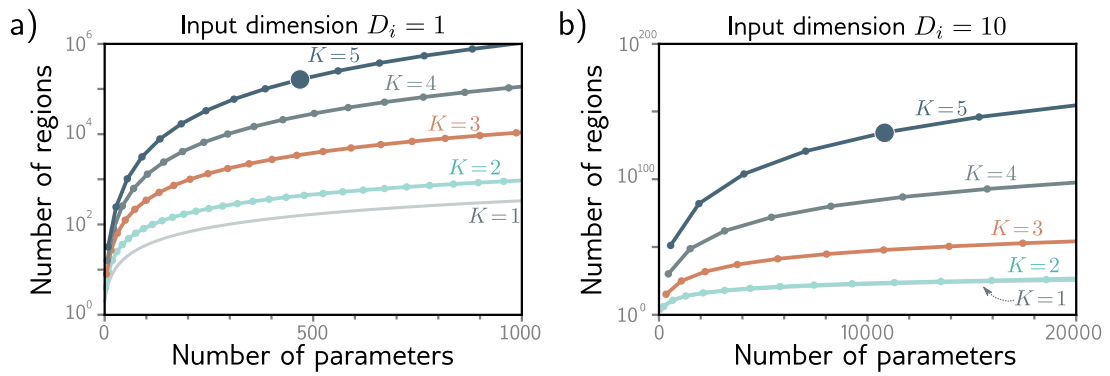 a) Input dimension D_i = 1
Number of regions
10^6
10^4
10^2
10^0
K=5
K=4
K=3
K=2
K=1
0 500 1000
Number of parameters
b) Input dimension D_i = 10
Number of regions
10^200
10^100
10^0
K=5
K=4
K=3
K=2
K=1
0 10000 20000
Number of parameters